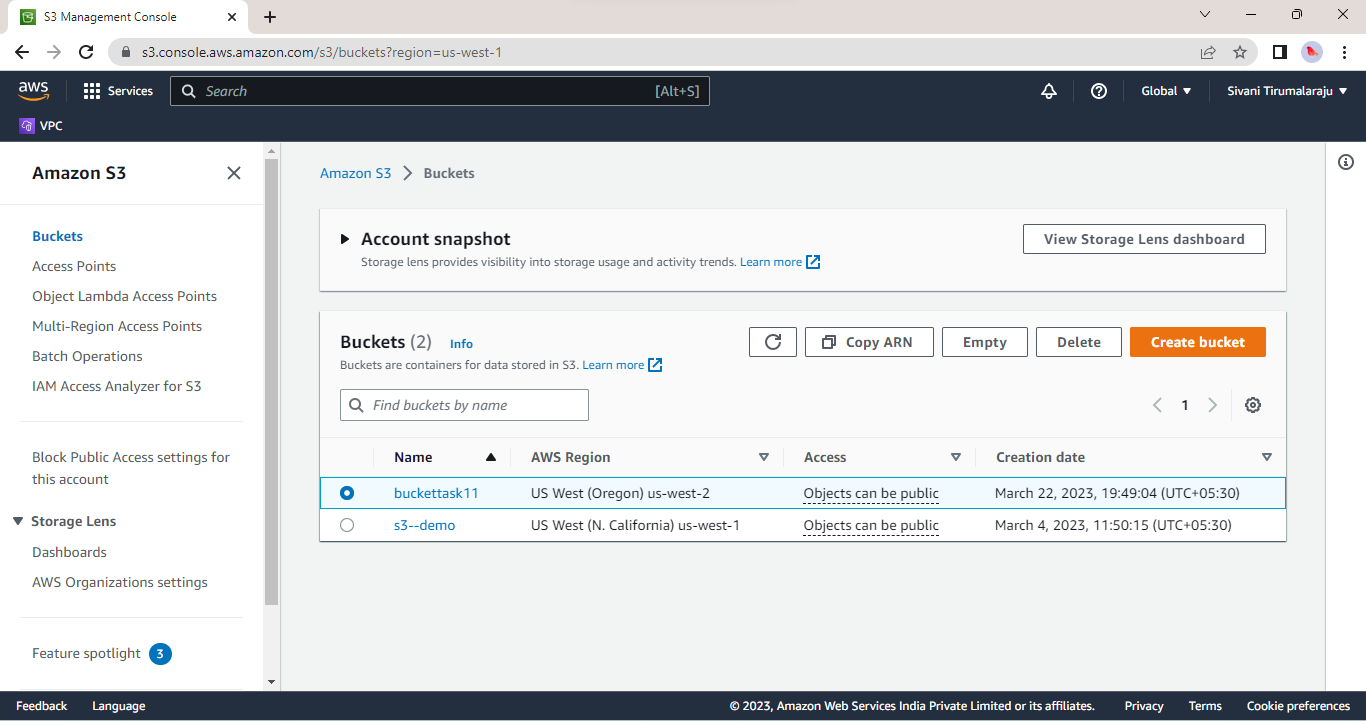 S3 Management Console
s3.console.aws.amazon.com/s3/buckets?region=us-west-1
aws
Services
Search
[Alt+S]
Global
Sivani Tirumalaraju
VPC
Amazon S3
Buckets
Access Points
Object Lambda Access Points
Multi-Region Access Points
Batch Operations
IAM Access Analyzer for S3
Block Public Access settings for
this account
Storage Lens
Dashboards
AWS Organizations settings
Feature spotlight 3
Amazon S3 Buckets
Account snapshot
View Storage Lens dashboard
Storage lens provides visibility into storage usage and activity trends. Learn more
Buckets (2) Info
Copy ARN
Empty
Delete
Create bucket
Buckets are containers for data stored in S3. Learn more
Find buckets by name
1
Name AWS Region Access Creation date
buckettask11 US West (Oregon) us-west-2 Objects can be public March 22, 2023, 19:49:04 (UTC+05:30)
s3--demo US West (N. California) us-west-1 Objects can be public March 4, 2023, 11:50:15 (UTC+05:30)
Feedback Language © 2023, Amazon Web Services India Private Limited or its affiliates. Privacy Terms Cookie preferences